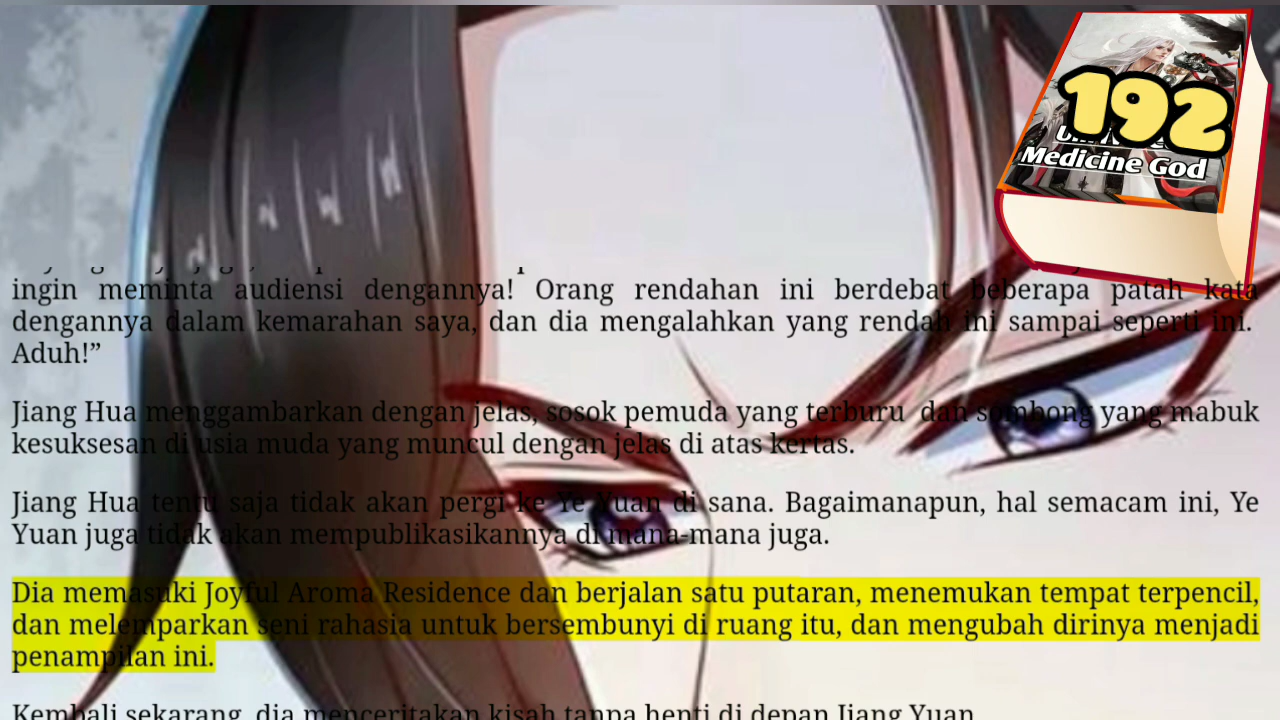 192
Medicine God
ingin meminta audiensi dengannya! Orang rendahan ini berdebat beberapa patah kata
dengannya dalam kemarahan saya, dan dia mengalahkan yang rendah ini sampai seperti ini.
Aduh!”
Jiang Hua menggambarkan dengan jelas, sosok pemuda yang terburu dan sombong yang mabuk
kesuksesan di usia muda yang muncul dengan jelas di atas kertas.
Jiang Hua tentu saja tidak akan pergi ke Ye Yuan di sana. Bagaimanapun, hal semacam ini, Ye
Yuan juga tidak akan mempublikasikannya di mana-mana juga.
Dia memasuki Joyful Aroma Residence dan berjalan satu putaran, menemukan tempat terpencil,
dan melemparkan seni rahasia untuk bersembunyi di ruang itu, dan mengubah dirinya menjadi
penampilan ini.
Kembali sekarang, dia menceritakan kisah tanpa henti di depan Jiang Yuan